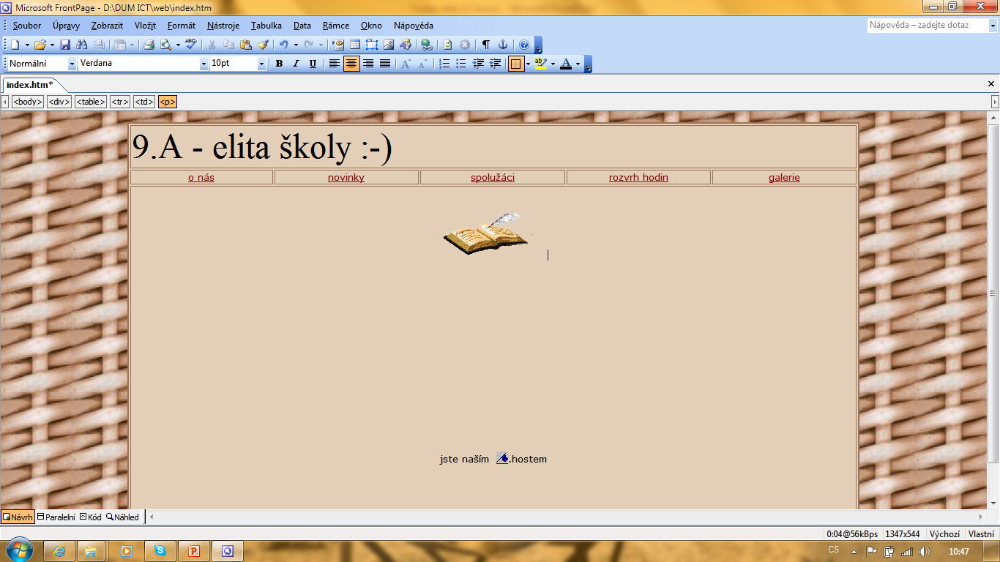 Microsoft FrontPage - D:\DUM ICT\web\index.htm
Soubor Úpravy Zobrazit Vložit Formát Nástroje Tabulka Data Rámce Okno Nápověda Nápověda – zadejte dotaz
Normální Verdana 10pt B I U
index.htm*
<body> <div> <table> <tr> <td> <p>
9.A - elita školy :-)
o nás novinky spolužáci rozvrh hodin galerie
jste naším .hostem
Návrh Paralelní Kód Náhled
0:04@56kBps 1347x544 Výchozí Vlastní
CS 10:47